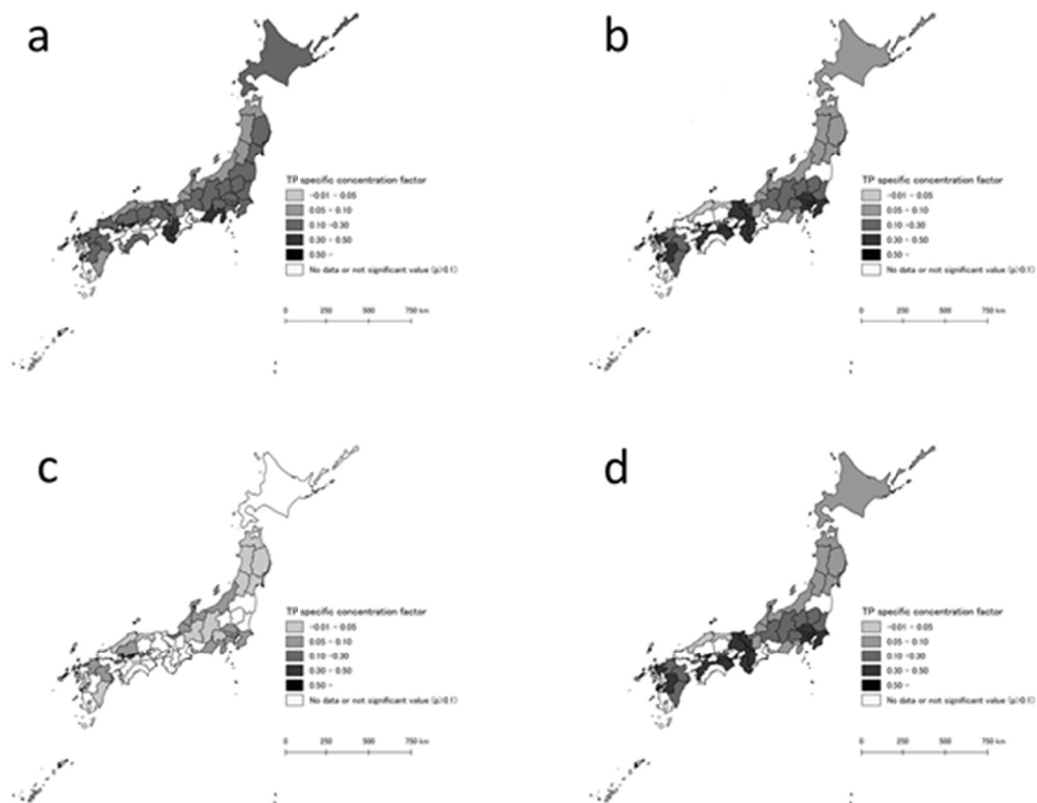 a
TP specific concentration factor
-0.01 - 0.05
0.05 - 0.10
0.10 -0.30
0.30 - 0.50
0.50 -
No data or not significant value (p>0.1)
0 250 500 750 km
b
TP specific concentration factor
-0.01 - 0.05
0.05 - 0.10
0.10 -0.30
0.30 - 0.50
0.50 -
No data or not significant value (p>0.1)
0 250 500 750 km
c
TP specific concentration factor
-0.01 - 0.05
0.05 - 0.10
0.10 -0.30
0.30 - 0.50
0.50 -
No data or not significant value (p>0.1)
0 250 500 750 km
d
TP specific concentration factor
-0.01 - 0.05
0.05 - 0.10
0.10 -0.30
0.30 - 0.50
0.50 -
No data or not significant value (p>0.1)
0 250 500 750 km